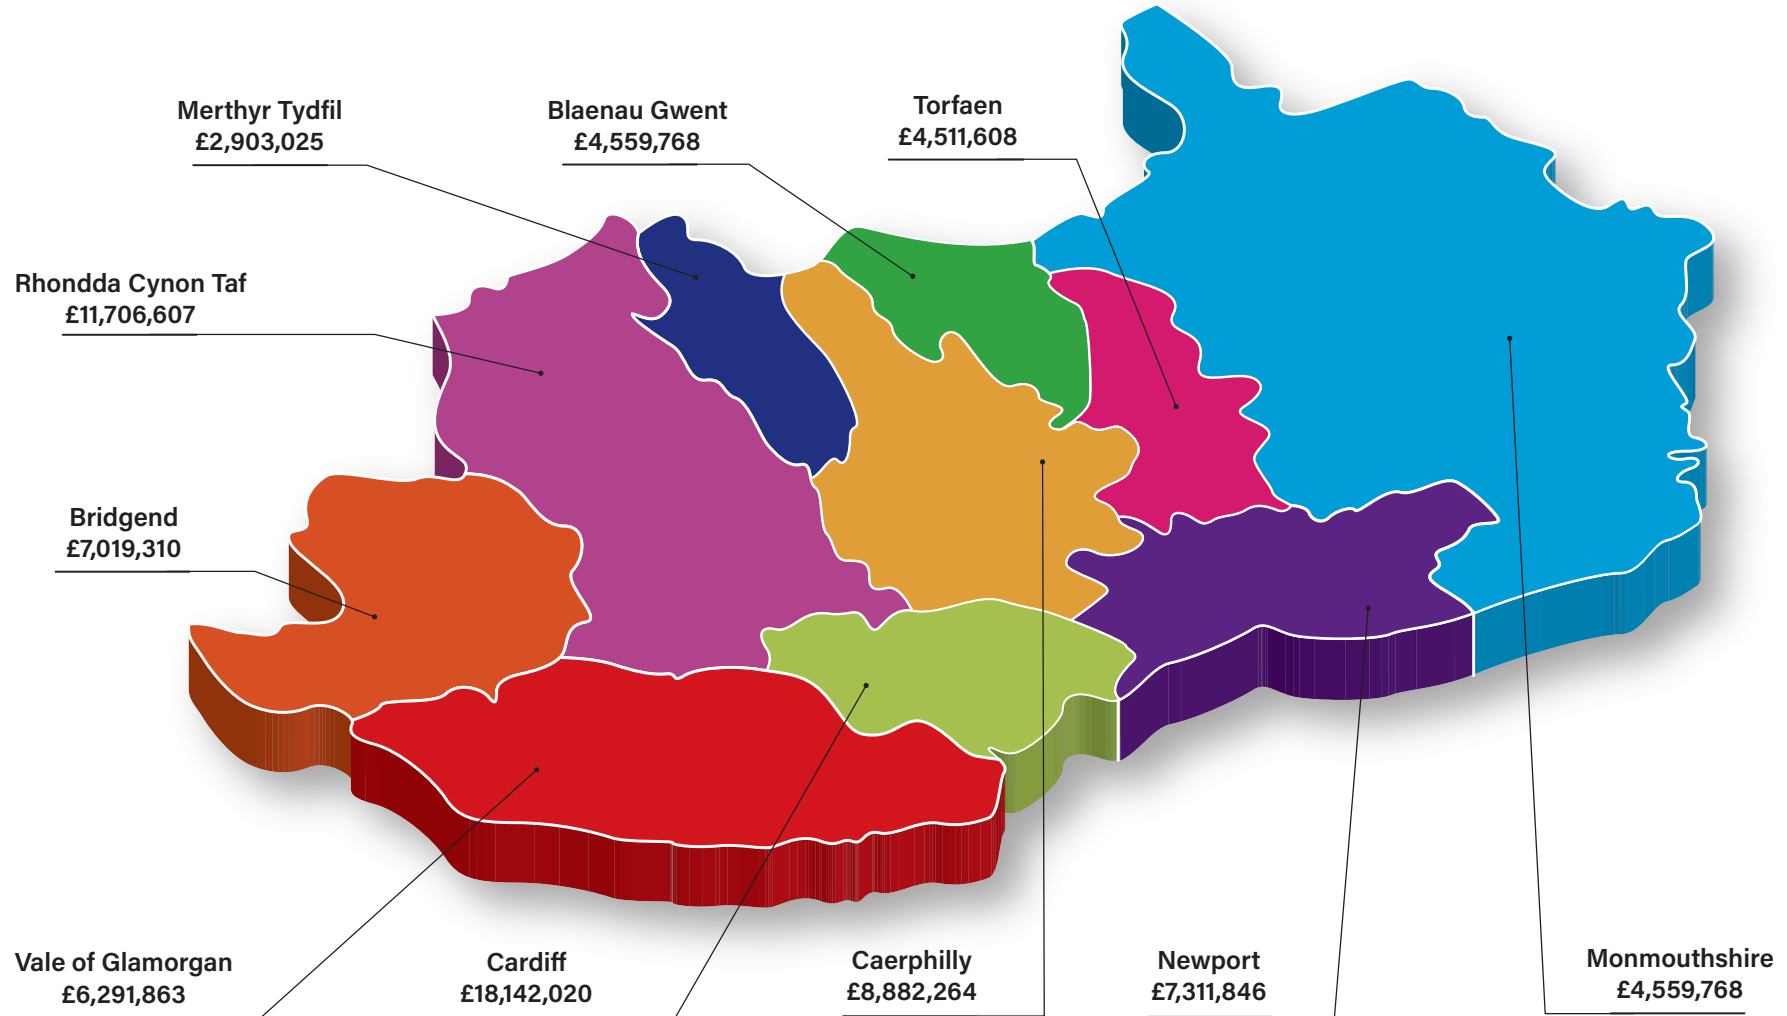 Merthyr Tydfil
£2,903,025
Blaenau Gwent
£4,559,768
Torfaen
£4,511,608
Rhondda Cynon Taf
£11,706,607
Bridgend
£7,019,310
Vale of Glamorgan
£6,291,863
Cardiff
£18,142,020
Caerphilly
£8,882,264
Newport
£7,311,846
Monmouthshire
£4,559,768